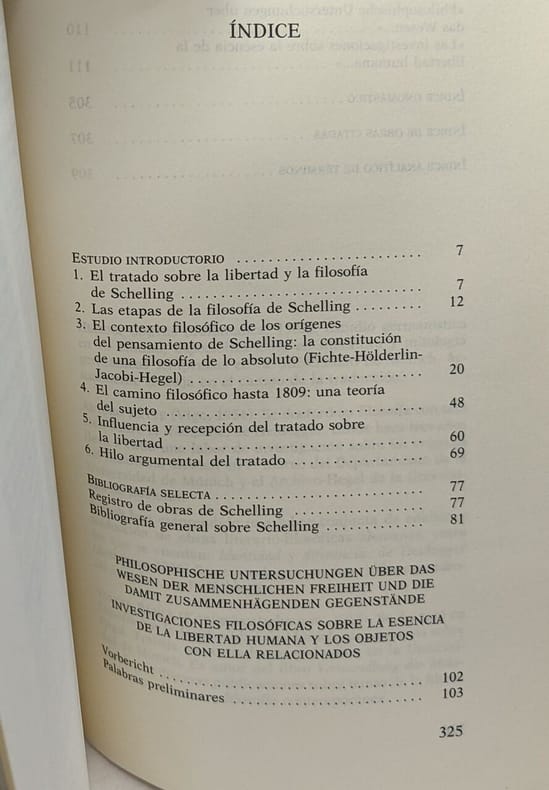 ÍNDICE
ESTUDIO INTRODUCTORIO ........................ 7
1. El tratado sobre la libertad y la filosofía
de Schelling ............................... 7
2. Las etapas de la filosofía de Schelling ......... 12
3. El contexto filosófico de los orígenes
del pensamiento de Schelling: la constitución
de una filosofía de lo absoluto (Fichte-Hölderlin-
Jacobi-Hegel) .............................. 20
4. El camino filosófico hasta 1809: una teoría
del sujeto ................................. 48
5. Influencia y recepción del tratado sobre
la libertad ................................ 60
6. Hilo argumental del tratado ................. 69
BIBLIOGRAFÍA SELECTA ........................... 77
Registro de obras de Schelling ................. 77
Bibliografía general sobre Schelling ............. 81
PHILOSOPHISCHE UNTERSUCHUNGEN ÜBER DAS
WESEN DER MENSCHLICHEN FREIHEIT UND DIE
DAMIT ZUSAMMENHÄGENDEN GEGENSTÄNDE
INVESTIGACIONES FILOSÓFICAS SOBRE LA ESENCIA
DE LA LIBERTAD HUMANA Y LOS OBJETOS
CON ELLA RELACIONADOS
Vorbericht .................................... 102
Palabras preliminares .......................... 103
325